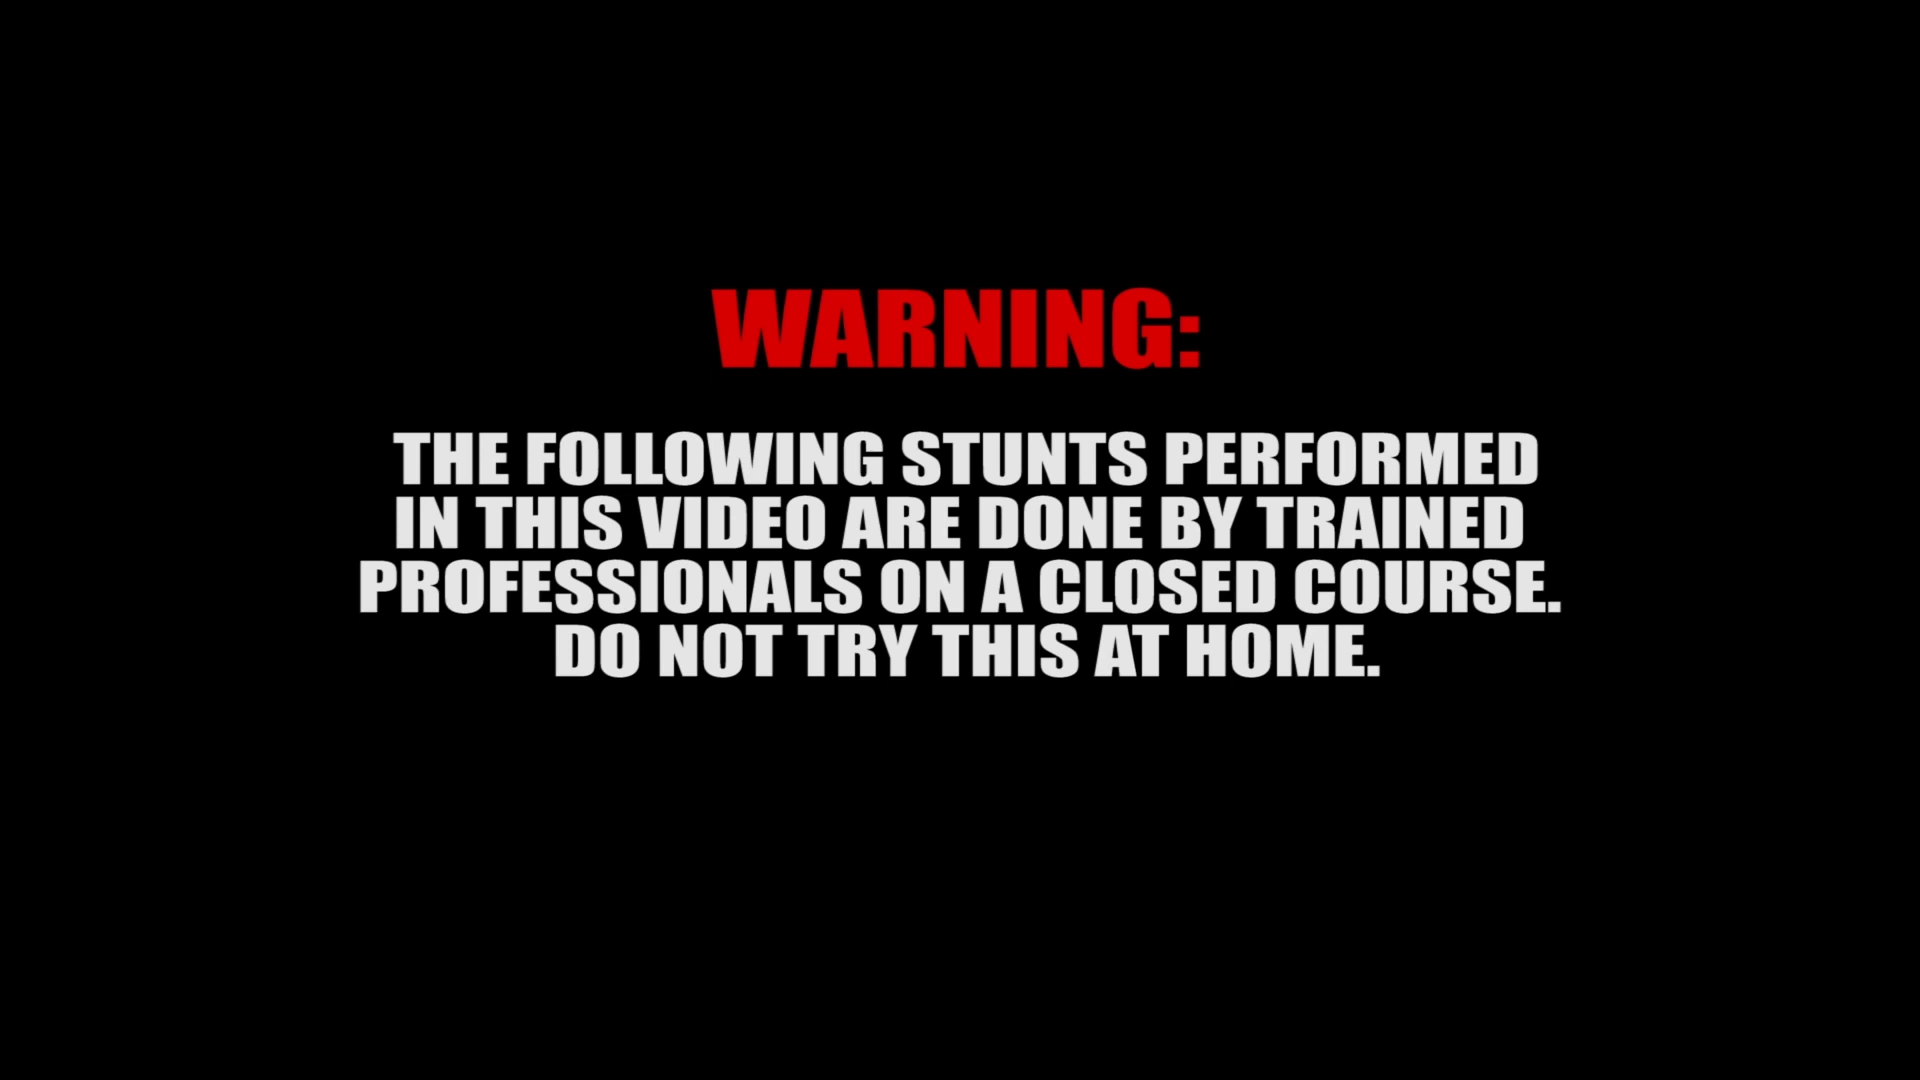 WARNING:
THE FOLLOWING STUNTS PERFORMED
IN THIS VIDEO ARE DONE BY TRAINED
PROFESSIONALS ON A CLOSED COURSE.
DO NOT TRY THIS AT HOME.